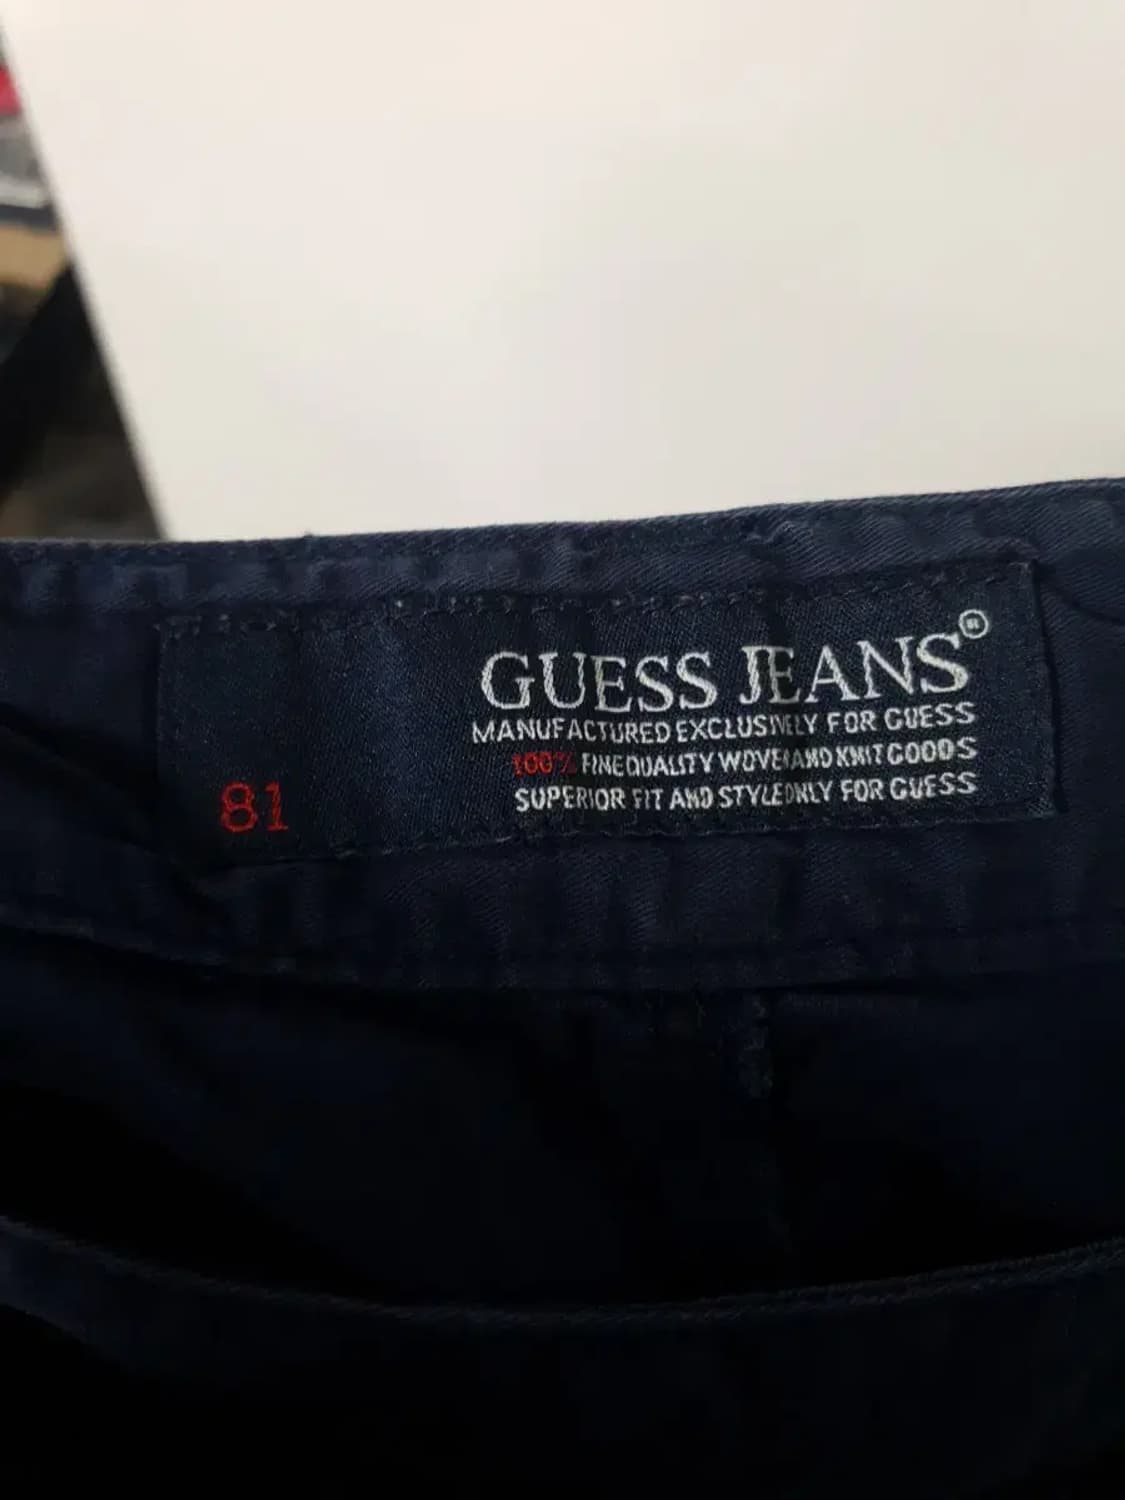 GUESS JEANS®
MANUFACTURED EXCLUSIVELY FOR GUESS
100% FINE QUALITY WOVEN AND KNIT GOODS
SUPERIOR FIT AND STYLE ONLY FOR GUESS
81